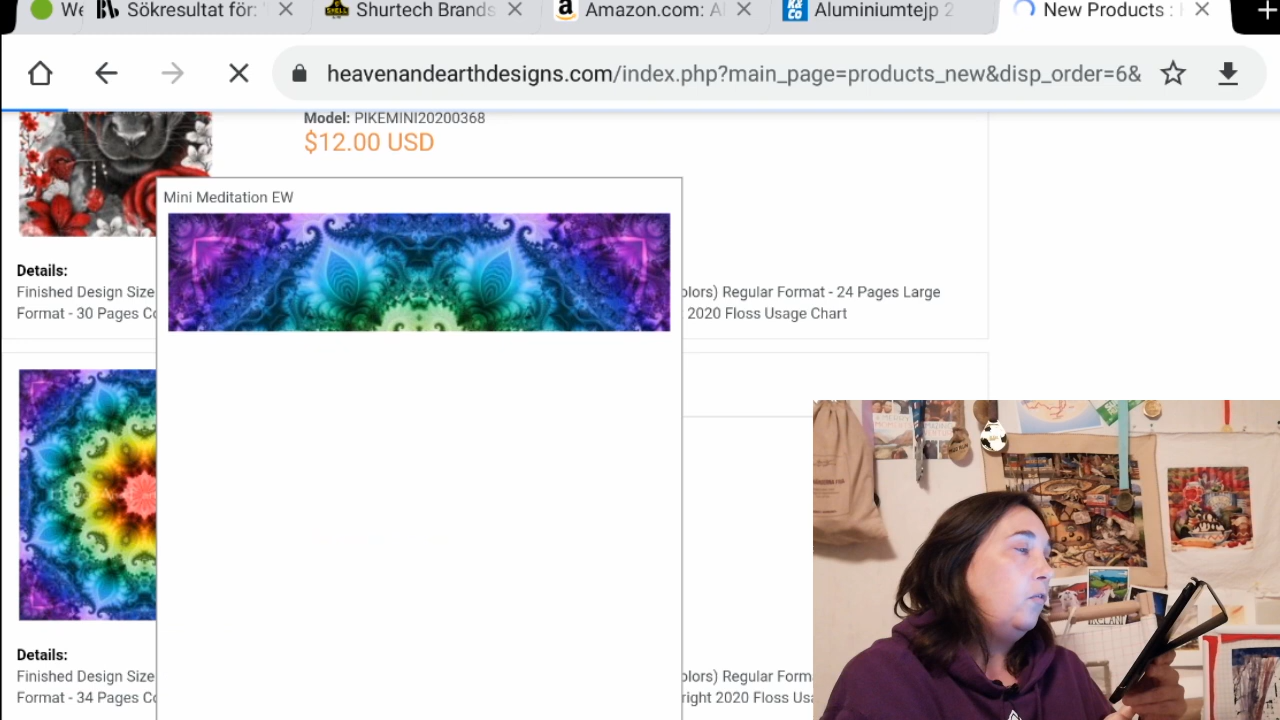 We
Sökresultat för: '
Shurtech Brands
Amazon.com: Al
Aluminiumtejp 2
New Products :
heavenandearthdesigns.com/index.php?main_page=products_new&disp_order=6&
Model: PIKEMINI20200368
$12.00 USD
Mini Meditation EW
Details:
Finished Design Size
olors) Regular Format - 24 Pages Large
Format - 30 Pages Co
2020 Floss Usage Chart
Details:
Finished Design Size
olors) Regular Form
Format - 34 Pages Co
right 2020 Floss Usa